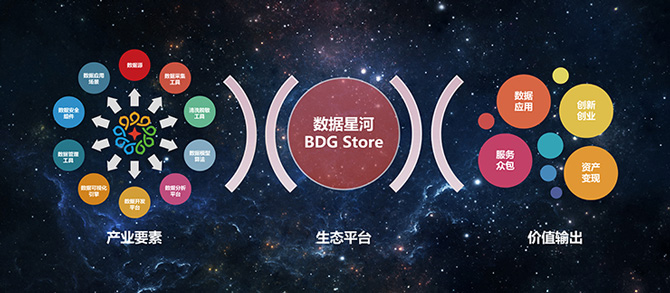 数据源
数据采集
工具
清洗脱敏
工具
数据模型
算法
数据分析
平台
数据开发
平台
数据可视化
引擎
数据管理
工具
数据安全
组件
数据应用
场景
产业要素
数据星河
BDG Store
生态平台
数据
应用
创新
创业
服务
众包
资产
变现
价值输出